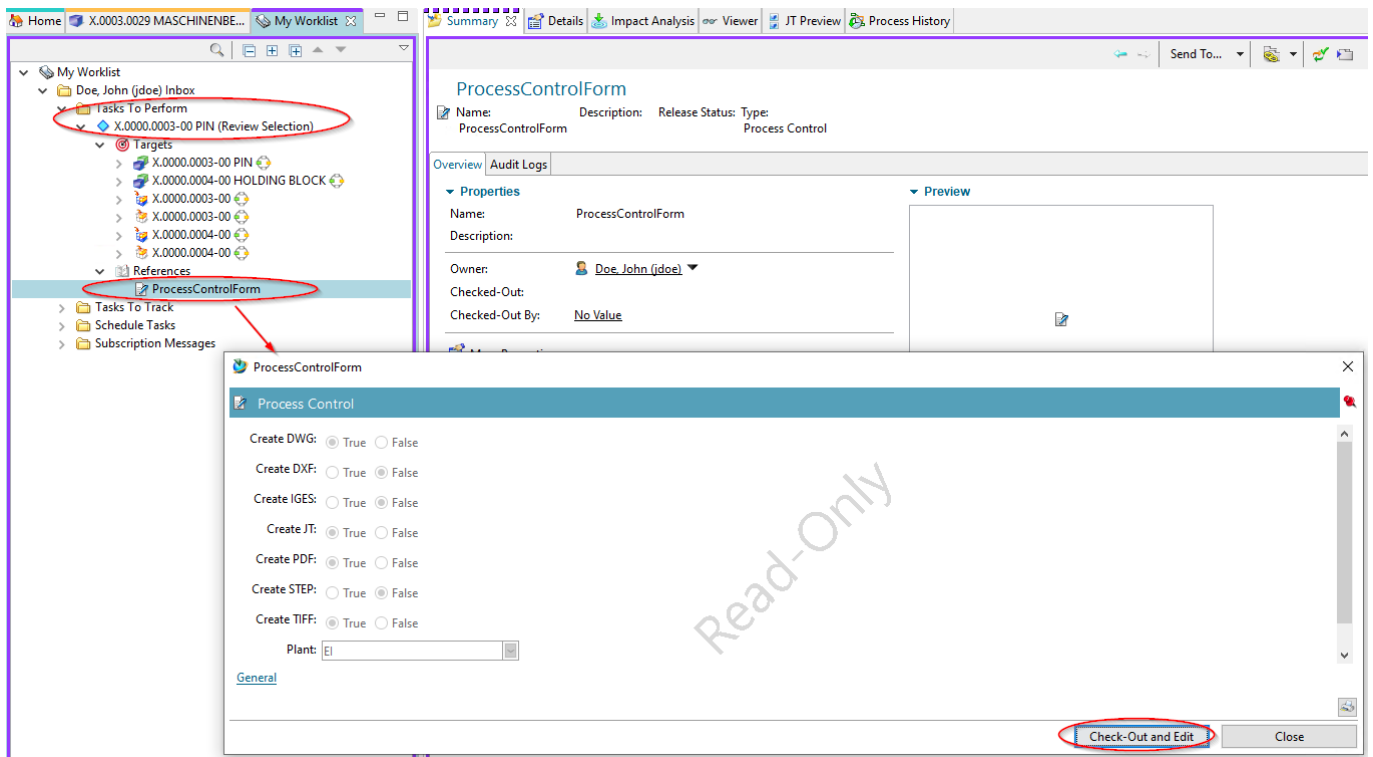 Home X.0003.0029 MASCHINENBE... My Worklist
Summary Details Impact Analysis Viewer JT Preview Process History
Send To...
My Worklist
Doe, John (jdoe) Inbox
Tasks To Perform
X.0000.0003-00 PIN (Review Selection)
Targets
X.0000.0003-00 PIN
X.0000.0004-00 HOLDING BLOCK
X.0000.0003-00
X.0000.0003-00
X.0000.0004-00
X.0000.0004-00
References
ProcessControlForm
Tasks To Track
Schedule Tasks
Subscription Messages
ProcessControlForm
Name: Description: Release Status: Type:
ProcessControlForm Process Control
Overview Audit Logs
Properties
Name: ProcessControlForm
Description:
Owner: Doe, John (jdoe)
Checked-Out:
Checked-Out By: No Value
Preview
ProcessControlForm
Process Control
Create DWG: True False
Create DXF: True False
Create IGES: True False
Create JT: True False
Create PDF: True False
Create STEP: True False
Create TIFF: True False
Plant: EI
General
Read-Only
Check-Out and Edit Close